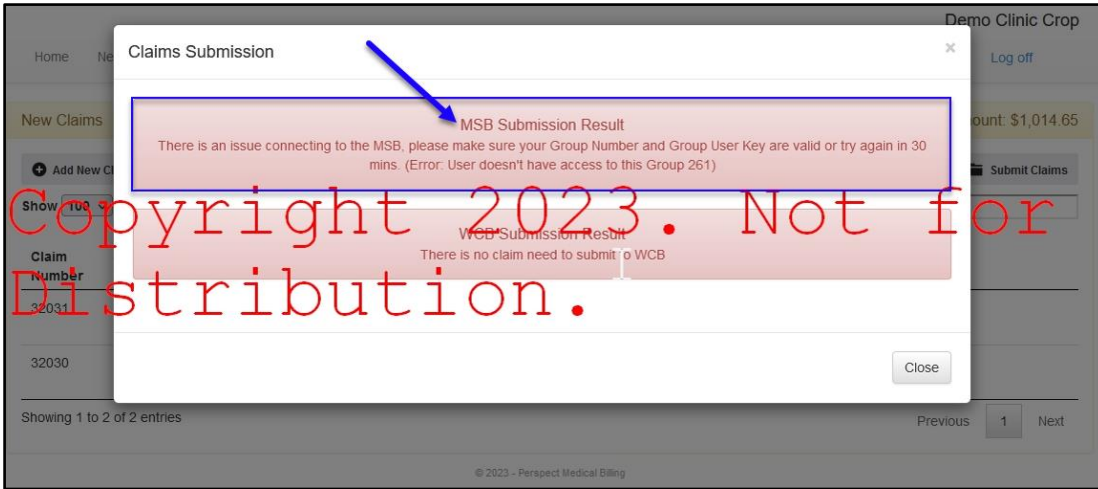 Demo Clinic Crop
Home Ne
Log off
Claims Submission ×
New Claims
ount: $1,014.65
MSB Submission Result
There is an issue connecting to the MSB, please make sure your Group Number and Group User Key are valid or try again in 30
mins. (Error: User doesn't have access to this Group 261)
Add New Cl
Submit Claims
Show 100
Copyright 2023. Not for
Distribution.
WCB Submission Result
There is no claim need to submit to WCB
Claim
Number
32031
32030
Close
Showing 1 to 2 of 2 entries
Previous 1 Next
© 2023 - Perspect Medical Billing